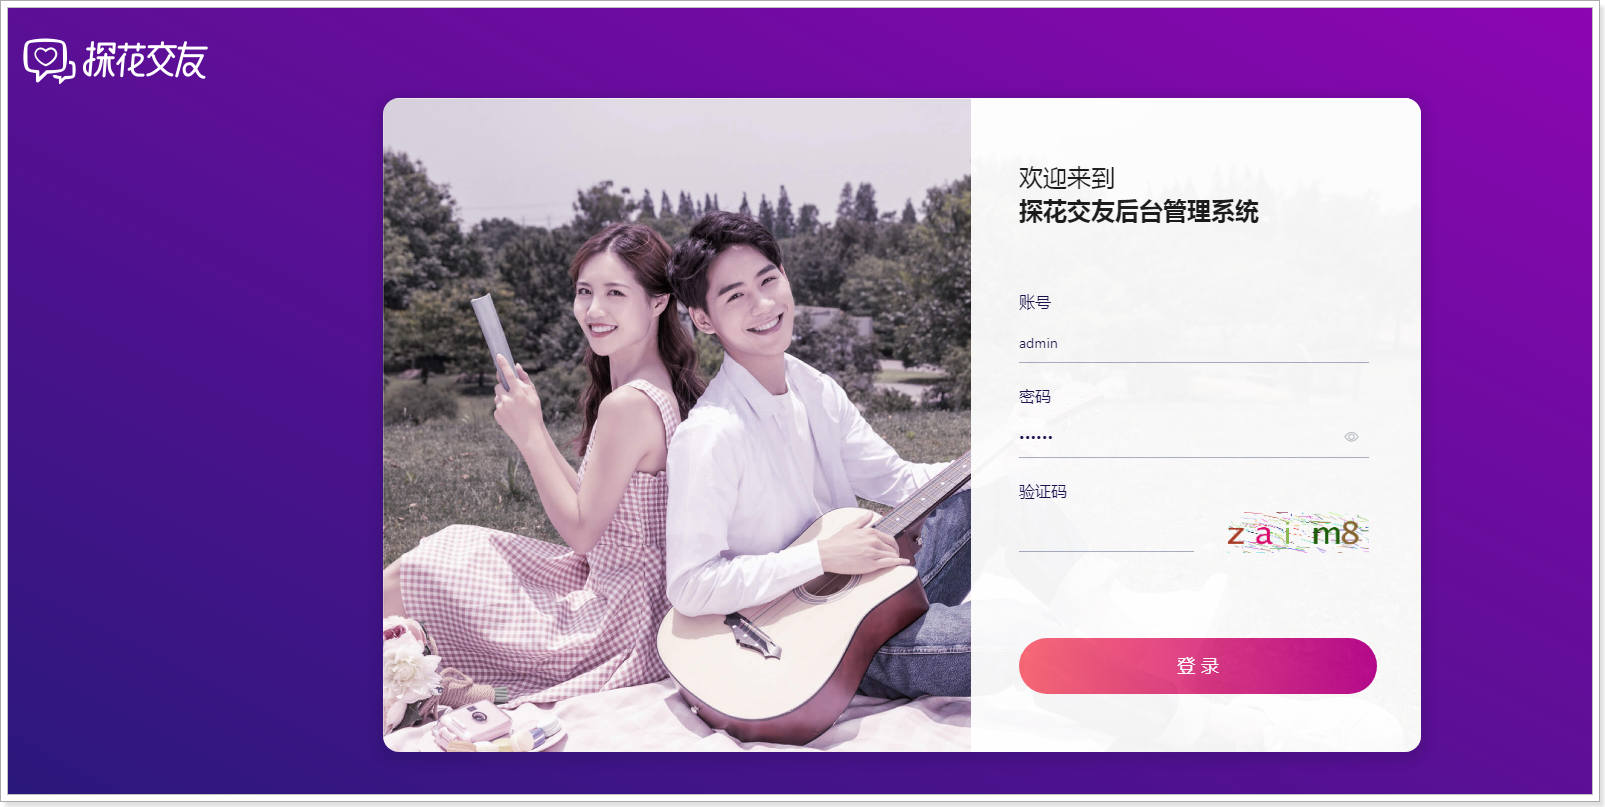 探花交友
欢迎来到
探花交友后台管理系统
账号
admin
密码
••••••
验证码
z a i m8
登 录